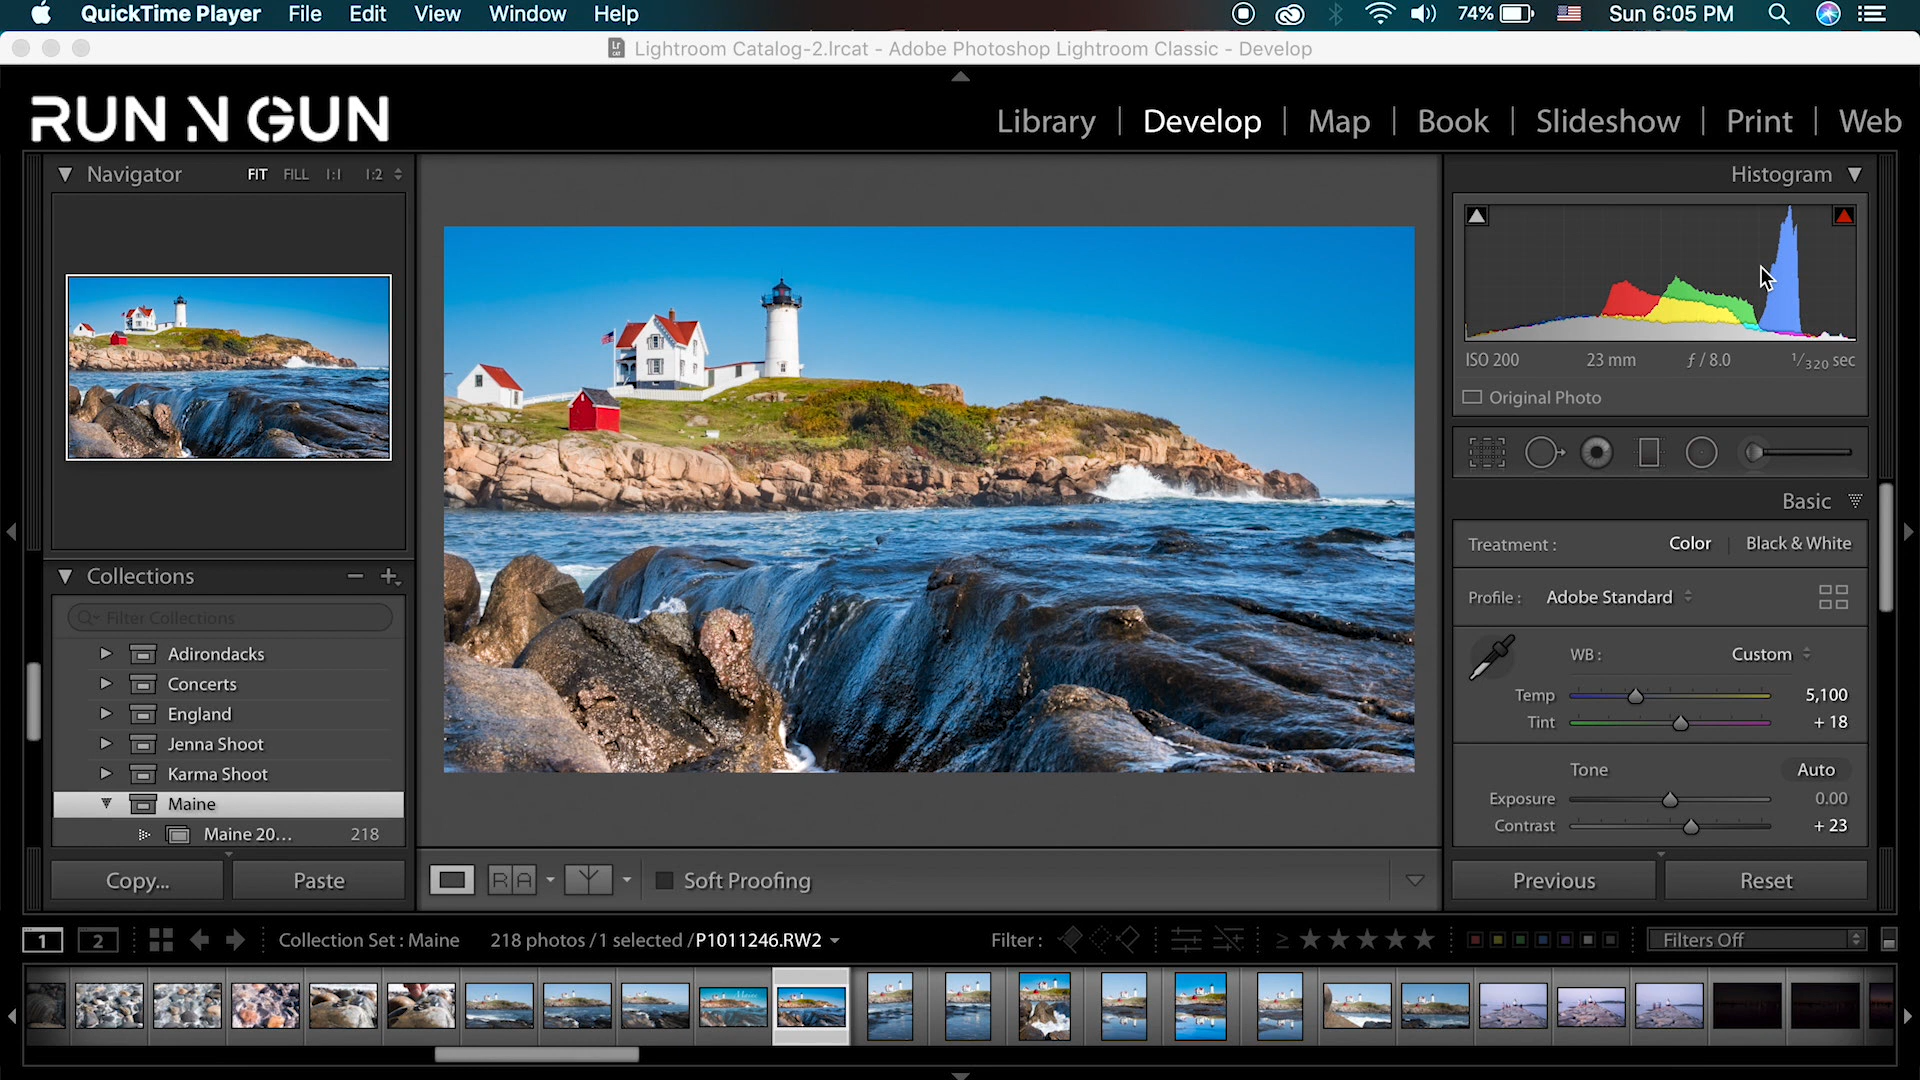 QuickTime Player File Edit View Window Help 74% Sun 6:05 PM
Lr CAT Lightroom Catalog-2.lrcat - Adobe Photoshop Lightroom Classic - Develop
RUN N GUN
Library | Develop | Map | Book | Slideshow | Print | Web
Navigator FIT FILL 1:1 1:2
Histogram
ISO 200 23 mm ƒ / 8.0 1/320 sec
Original Photo
Basic
Treatment : Color Black & White
Profile : Adobe Standard
WB : Custom
Temp 5,100
Tint + 18
Tone Auto
Exposure 0.00
Contrast + 23
Previous Reset
Collections
Filter Collections
Adirondacks
Concerts
England
Jenna Shoot
Karma Shoot
Maine
Maine 20... 218
Copy... Paste
R A Y Soft Proofing
1 2 Collection Set : Maine 218 photos / 1 selected / P1011246.RW2 Filter : ≥ Filters Off